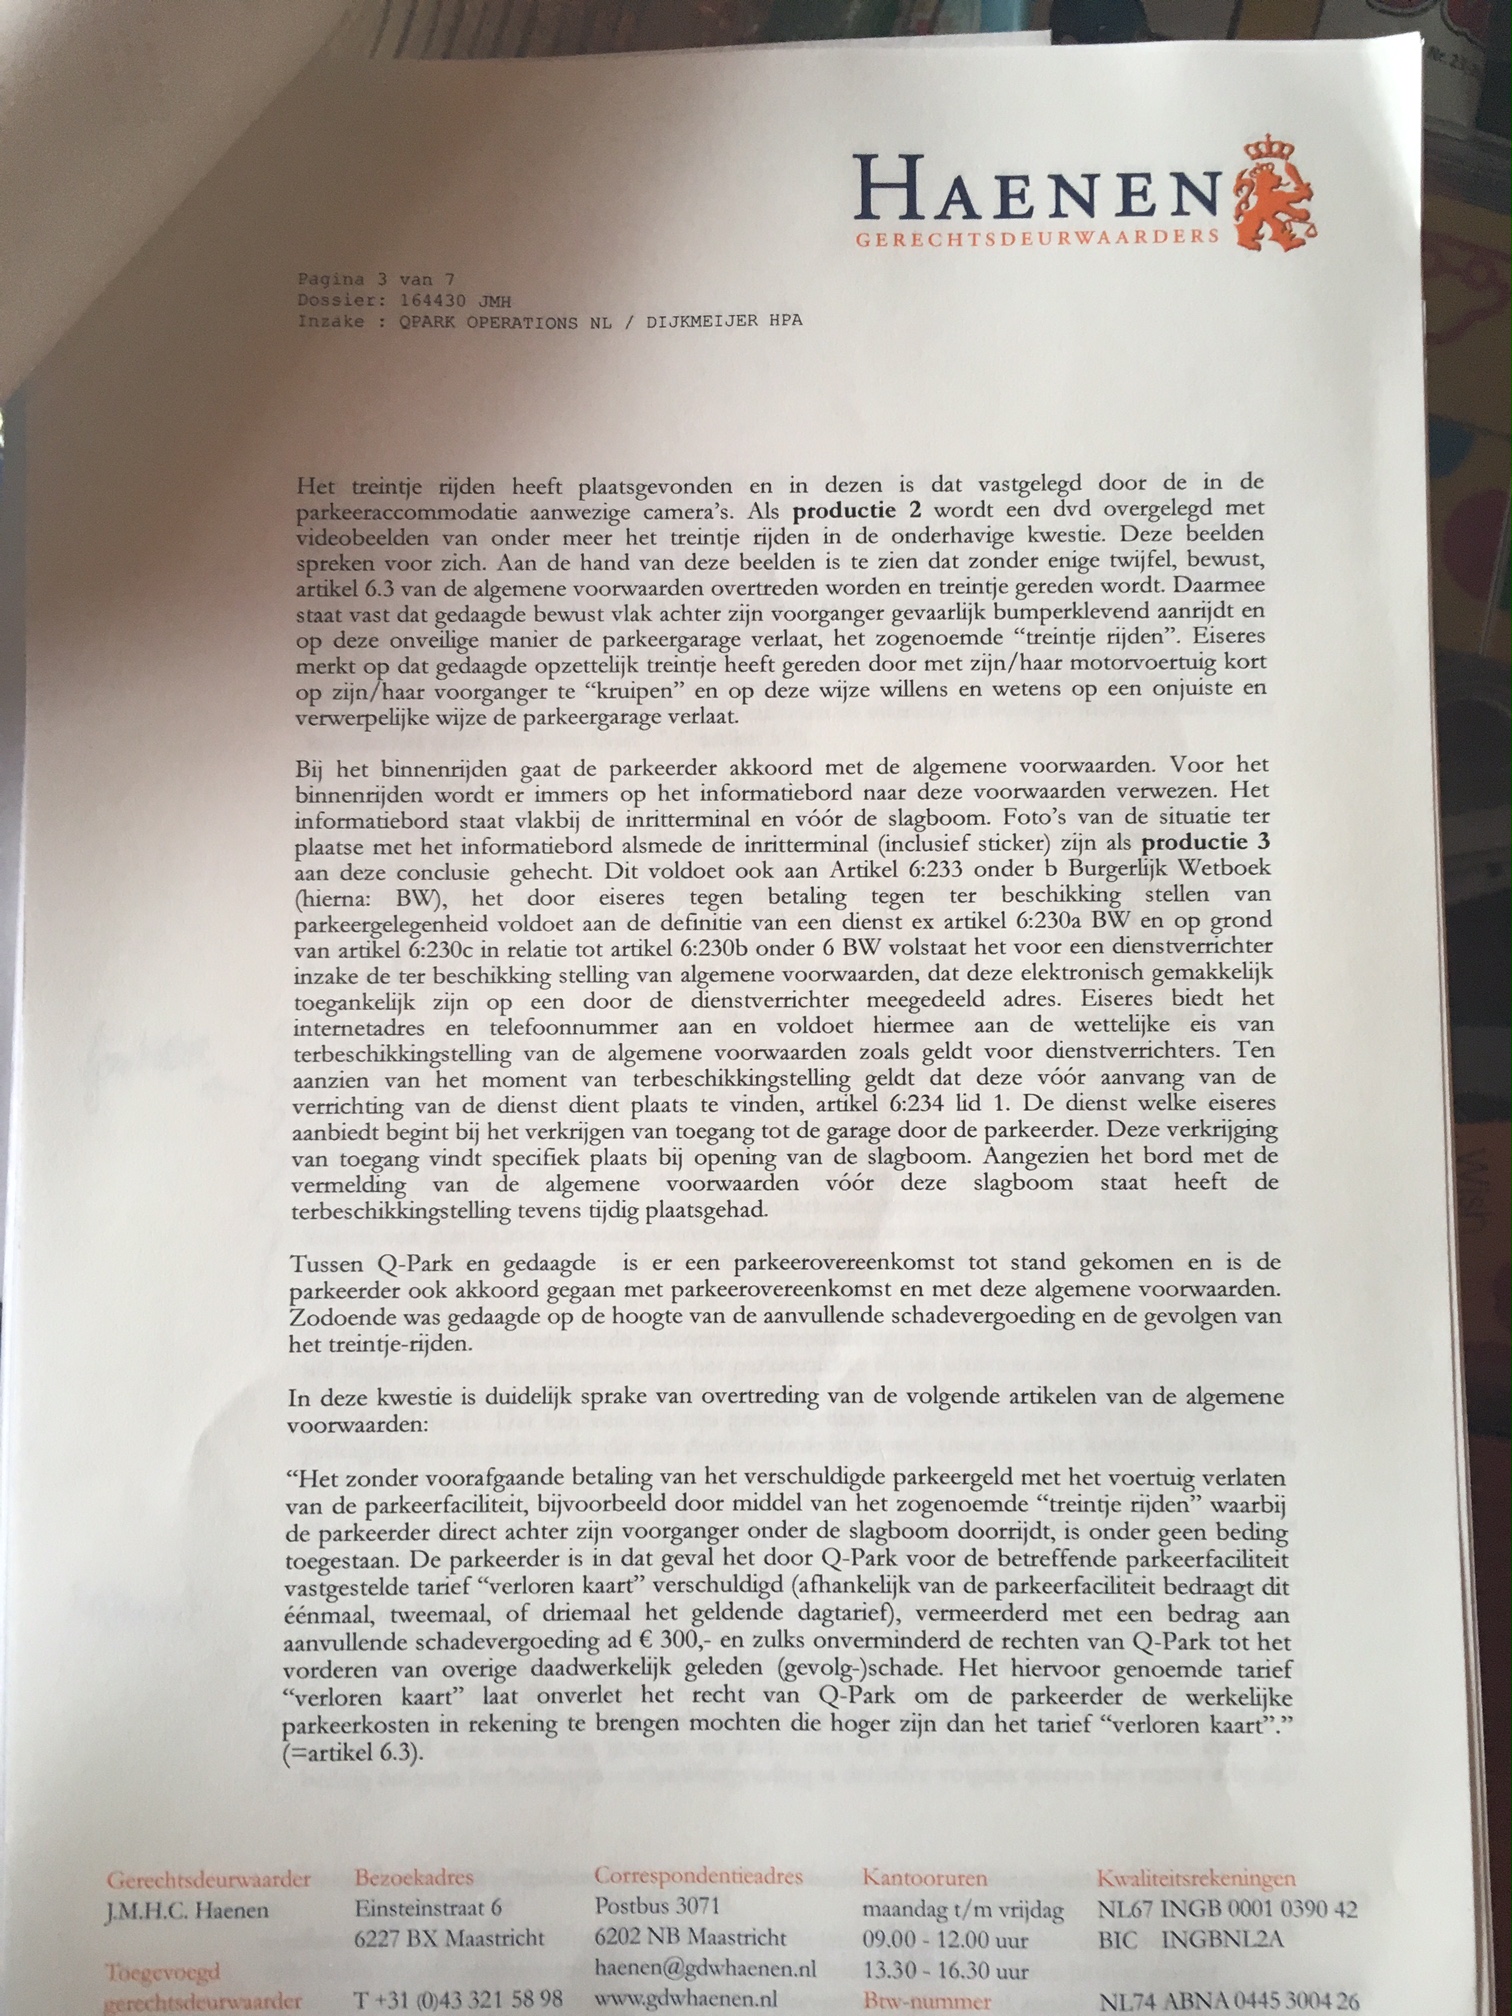 HAENEN
GERECHTSDEURWAARDERS
Pagina 3 van 7
Dossier: 164430 JMH
Inzake : QPARK OPERATIONS NL / DIJKMEIJER HPA
Het treintje rijden heeft plaatsgevonden en in dezen is dat vastgelegd door de in de
parkeeraccommodatie aanwezige camera's. Als productie 2 wordt een dvd overgelegd met
videobeelden van onder meer het treintje rijden in de onderhavige kwestie. Deze beelden
spreken voor zich. Aan de hand van deze beelden is te zien dat zonder enige twijfel, bewust,
artikel 6.3 van de algemene voorwaarden overtreden worden en treintje gereden wordt. Daarmee
staat vast dat gedaagde bewust vlak achter zijn voorganger gevaarlijk bumperklevend aanrijdt en
op deze onveilige manier de parkeergarage verlaat, het zogenoemde “treintje rijden”. Eiseres
merkt op dat gedaagde opzettelijk treintje heeft gereden door met zijn/haar motorvoertuig kort
op zijn/haar voorganger te “kruipen” en op deze wijze willens en wetens op een onjuiste en
verwerpelijke wijze de parkeergarage verlaat.
Bij het binnenrijden gaat de parkeerder akkoord met de algemene voorwaarden. Voor het
binnenrijden wordt er immers op het informatiebord naar deze voorwaarden verwezen. Het
informatiebord staat vlakbij de inritterminal en vóór de slagboom. Foto's van de situatie ter
plaatse met het informatiebord alsmede de inritterminal (inclusief sticker) zijn als productie 3
aan deze conclusie gehecht. Dit voldoet ook aan Artikel 6:233 onder b Burgerlijk Wetboek
(hierna: BW), het door eiseres tegen betaling tegen ter beschikking stellen van
parkeergelegenheid voldoet aan de definitie van een dienst ex artikel 6:230a BW en op grond
van artikel 6:230c in relatie tot artikel 6:230b onder 6 BW volstaat het voor een dienstverrichter
inzake de ter beschikking stelling van algemene voorwaarden, dat deze elektronisch gemakkelijk
toegankelijk zijn op een door de dienstverrichter meegedeeld adres. Eiseres biedt het
internetadres en telefoonnummer aan en voldoet hiermee aan de wettelijke eis van
terbeschikkingstelling van de algemene voorwaarden zoals geldt voor dienstverrichters. Ten
aanzien van het moment van terbeschikkingstelling geldt dat deze vóór aanvang van de
verrichting van de dienst dient plaats te vinden, artikel 6:234 lid 1. De dienst welke eiseres
aanbiedt begint bij het verkrijgen van toegang tot de garage door de parkeerder. Deze verkrijging
van toegang vindt specifiek plaats bij opening van de slagboom. Aangezien het bord met de
vermelding van de algemene voorwaarden vóór deze slagboom staat heeft de
terbeschikkingstelling tevens tijdig plaatsgehad.
Tussen Q-Park en gedaagde is er een parkeerovereenkomst tot stand gekomen en is de
parkeerder ook akkoord gegaan met parkeerovereenkomst en met deze algemene voorwaarden.
Zodoende was gedaagde op de hoogte van de aanvullende schadevergoeding en de gevolgen van
het treintje-rijden.
In deze kwestie is duidelijk sprake van overtreding van de volgende artikelen van de algemene
voorwaarden:
“Het zonder voorafgaande betaling van het verschuldigde parkeergeld met het voertuig verlaten
van de parkeerfaciliteit, bijvoorbeeld door middel van het zogenoemde “treintje rijden” waarbij
de parkeerder direct achter zijn voorganger onder de slagboom doorrijdt, is onder geen beding
toegestaan. De parkeerder is in dat geval het door Q-Park voor de betreffende parkeerfaciliteit
vastgestelde tarief “verloren kaart” verschuldigd (afhankelijk van de parkeerfaciliteit bedraagt dit
éénmaal, tweemaal, of driemaal het geldende dagtarief), vermeerderd met een bedrag aan
aanvullende schadevergoeding ad € 300,- en zulks onverminderd de rechten van Q-Park tot het
vorderen van overige daadwerkelijk geleden (gevolg-)schade. Het hiervoor genoemde tarief
“verloren kaart” laat onverlet het recht van Q-Park om de parkeerder de werkelijke
parkeerkosten in rekening te brengen mochten die hoger zijn dan het tarief “verloren kaart”.”
(=artikel 6.3).
Gerechtsdeurwaarder
J.M.H.C. Haenen
Toegevoegd
gerechtsdeurwaarder
Bezoekadres
Einsteinstraat 6
6227 BX Maastricht
T +31 (0)43 321 58 98
Correspondentieadres
Postbus 3071
6202 NB Maastricht
haenen@gdwhaenen.nl
www.gdwhaenen.nl
Kantooruren
maandag t/m vrijdag
09.00 - 12.00 uur
13.30 - 16.30 uur
Btw-nummer
Kwaliteitsrekeningen
NL67 INGB 0001 0390 42
BIC INGBNL2A
NL74 ABNA 0445 3004 26